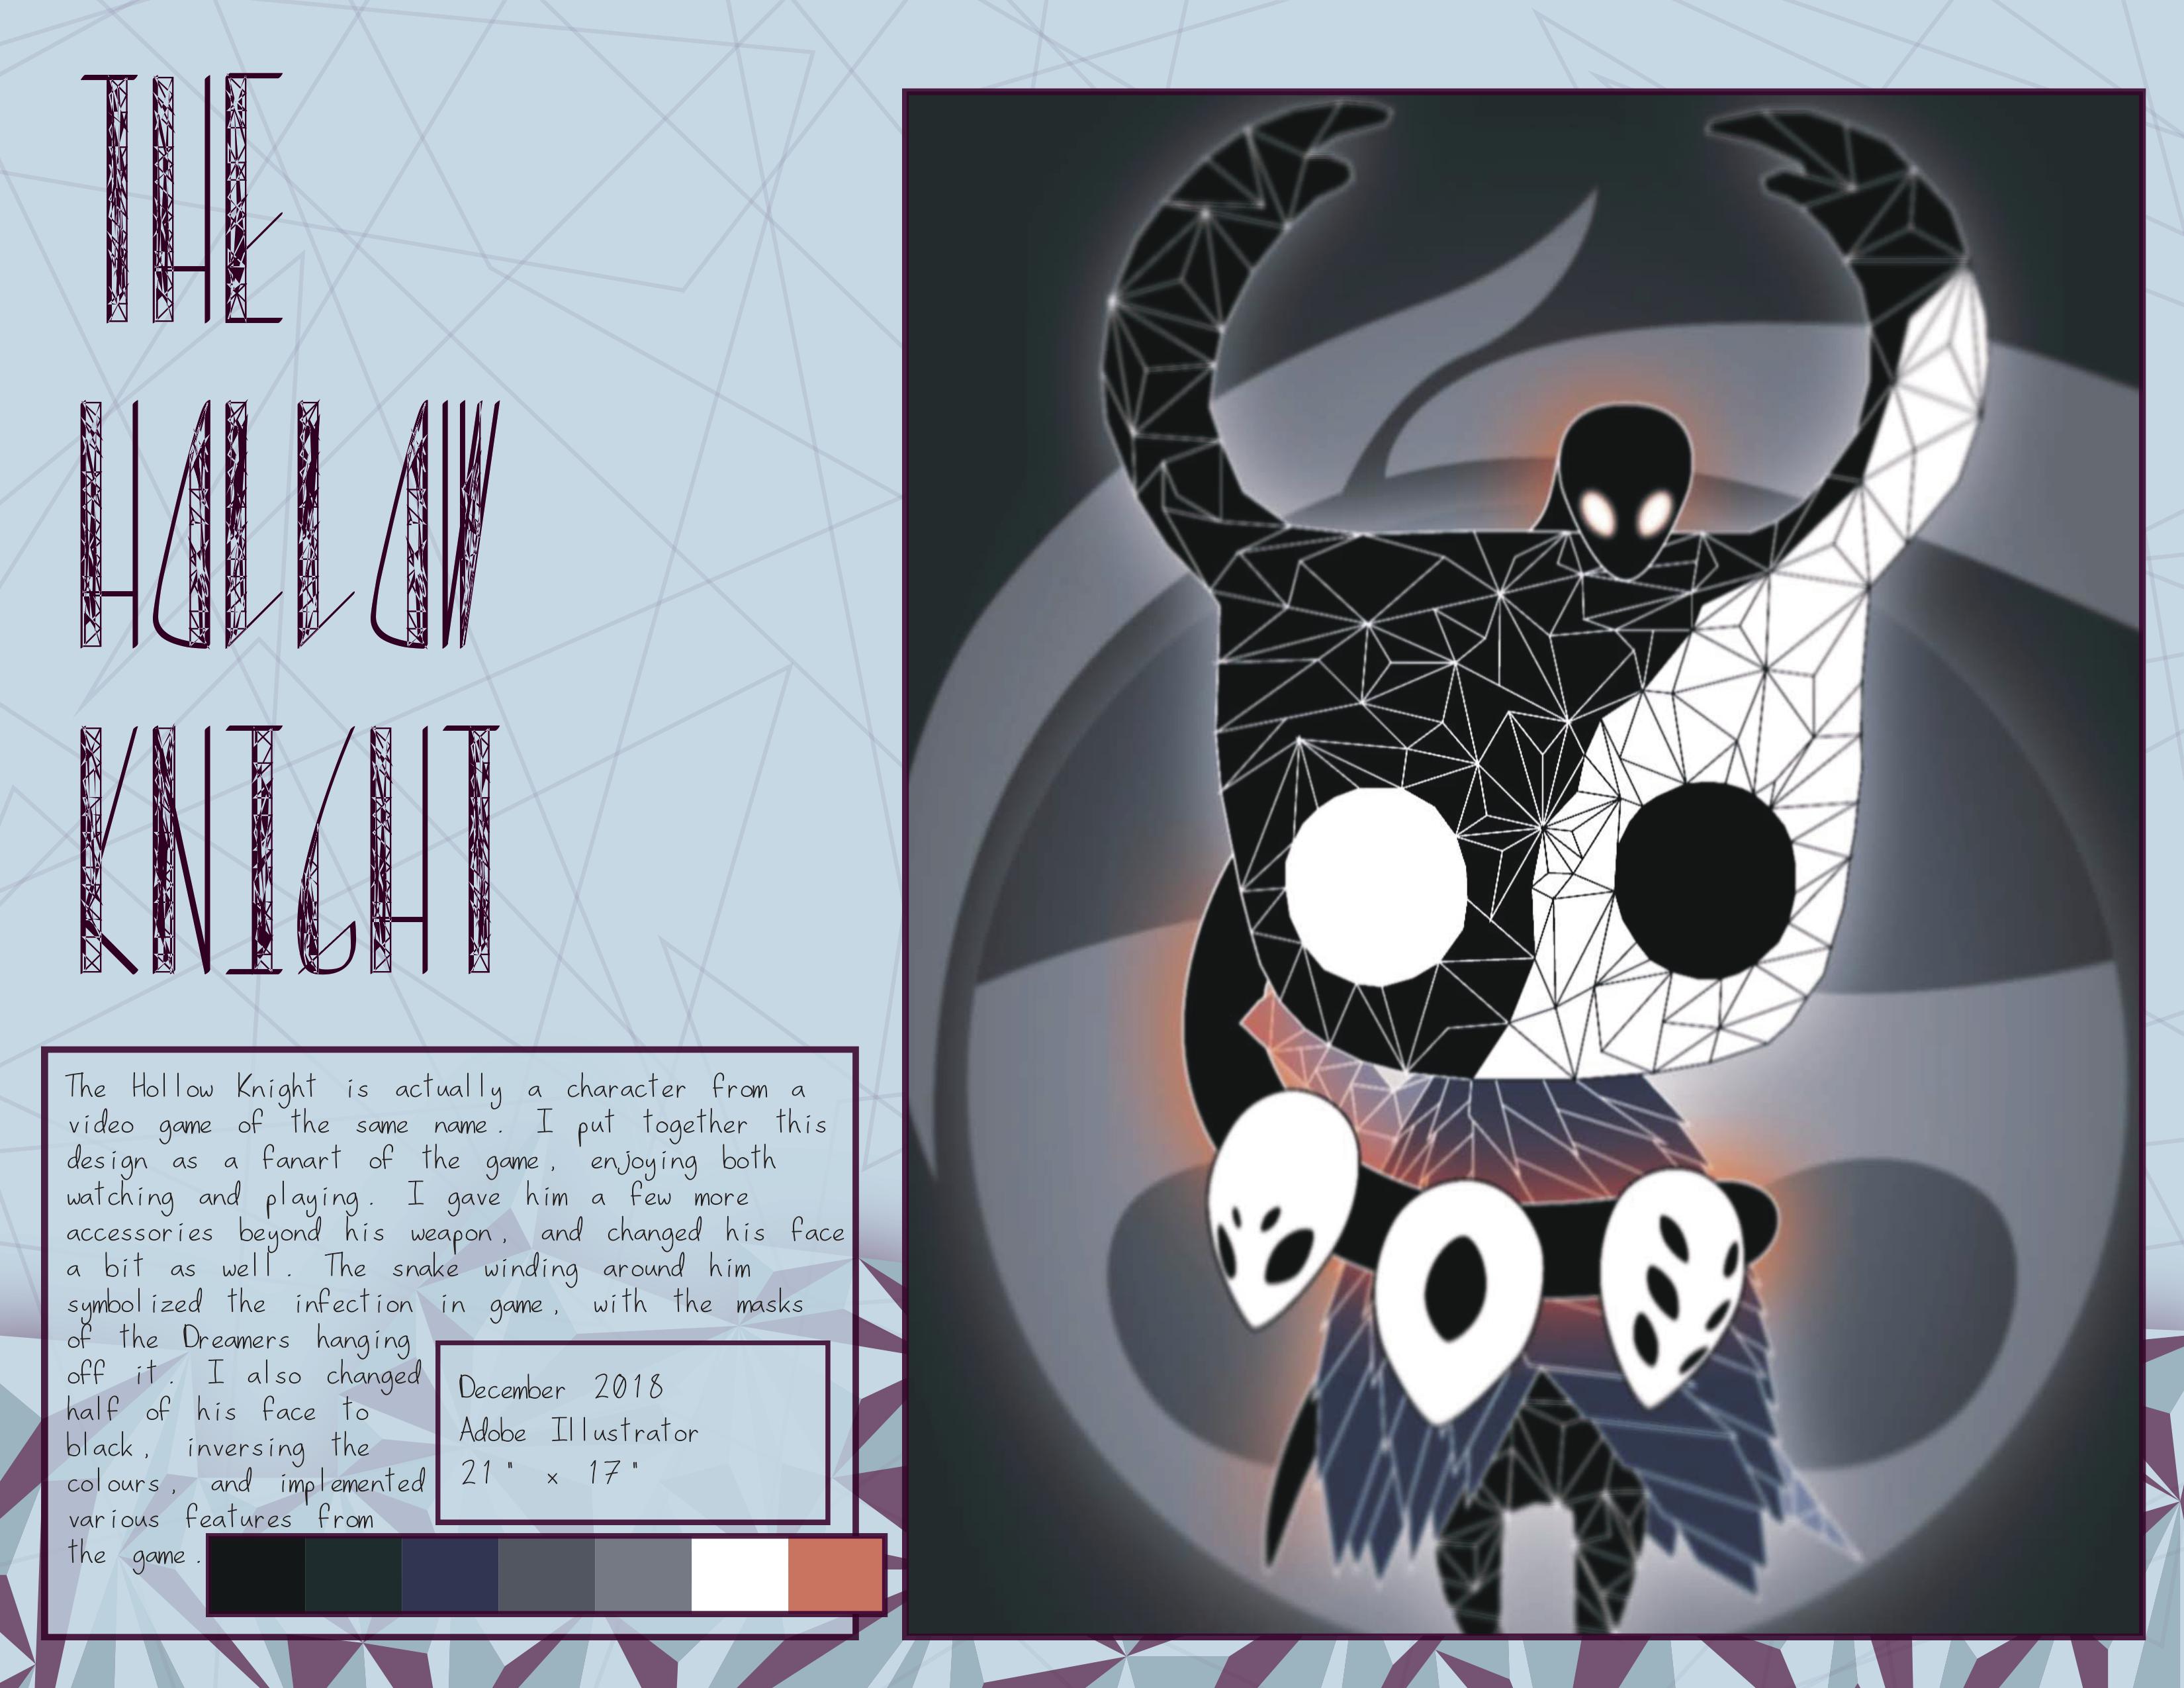 THE
HOLLOW
KNIGHT
The Hollow Knight is actually a character from a
video game of the same name. I put together this
design as a fanart of the game, enjoying both
watching and playing. I gave him a few more
accessories beyond his weapon, and changed his face
a bit as well. The snake winding around him
symbolized the infection in game, with the masks
of the Dreamers hanging
off it. I also changed
half of his face to
black, inversing the
colours, and implemented
various features from
the game.
December 2018
Adobe Illustrator
21" x 17"